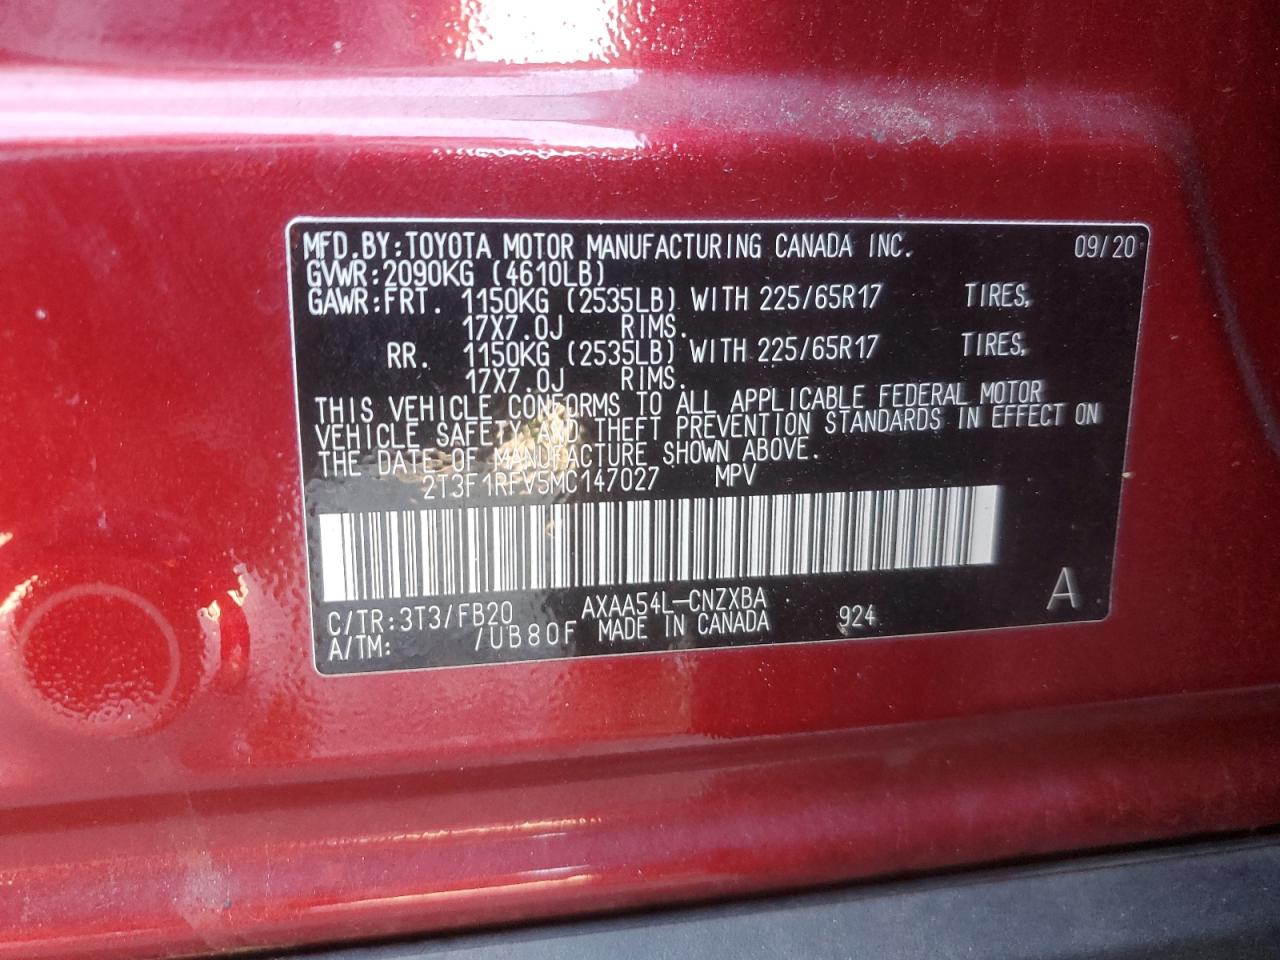 MFD.BY:TOYOTA MOTOR MANUFACTURING CANADA INC. 09/20
GVWR:2090KG (4610LB)
GAWR:FRT. 1150KG (2535LB) WITH 225/65R17 TIRES,
17X7.0J RIMS.
RR. 1150KG (2535LB) WITH 225/65R17 TIRES,
17X7.0J RIMS.
THIS VEHICLE CONFORMS TO ALL APPLICABLE FEDERAL MOTOR
VEHICLE SAFETY AND THEFT PREVENTION STANDARDS IN EFFECT ON
THE DATE OF MANUFACTURE SHOWN ABOVE.
2T3F1RFV5MC147027 MPV
C/TR:3T3/FB20 AXAA54L-CNZXBA A
A/TM: /UB80F MADE IN CANADA 924